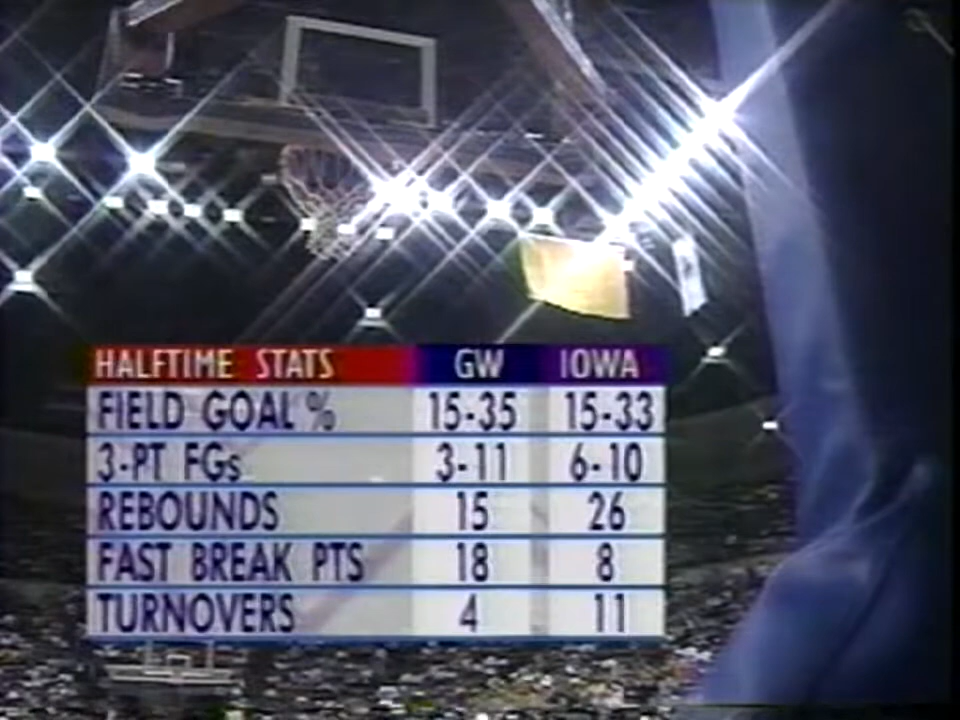 HALFTIME STATS GW IOWA
FIELD GOAL % 15-35 15-33
3-PT FGs 3-11 6-10
REBOUNDS 15 26
FAST BREAK PTS 18 8
TURNOVERS 4 11